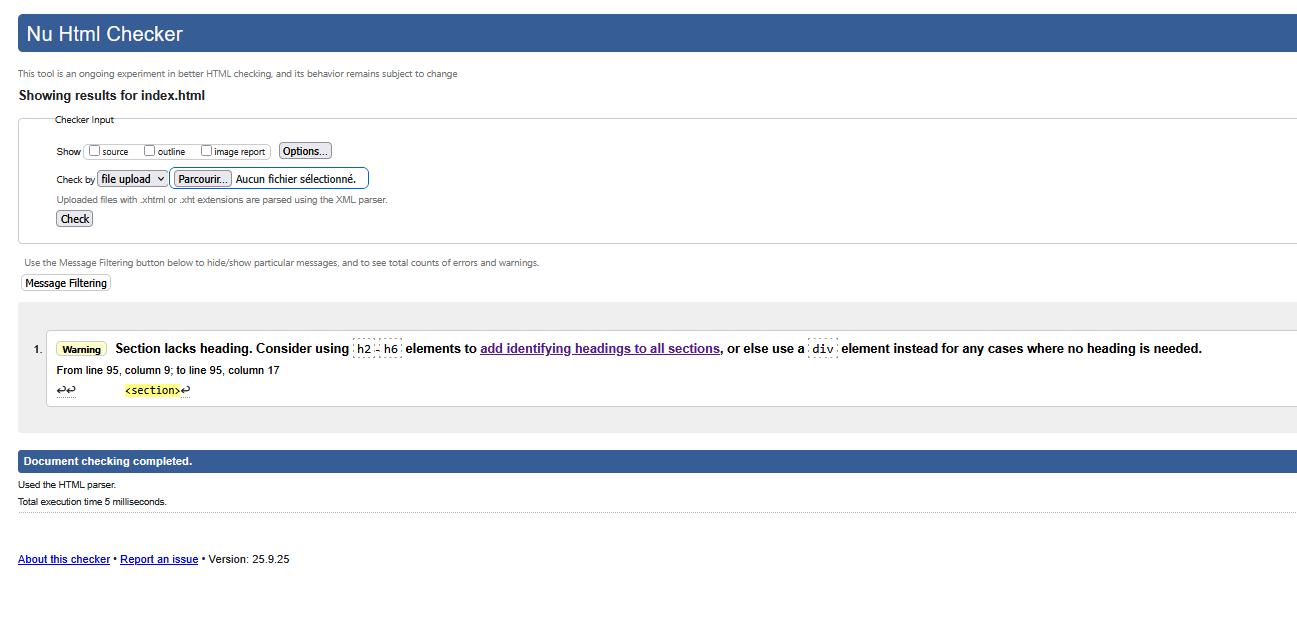 Nu Html Checker
This tool is an ongoing experiment in better HTML checking, and its behavior remains subject to change
Showing results for index.html
Checker Input
Show source outline image report Options...
Check by file upload Parcourir... Aucun fichier sélectionné.
Uploaded files with .xhtml or .xht extensions are parsed using the XML parser.
Check
Use the Message Filtering button below to hide/show particular messages, and to see total counts of errors and warnings.
Message Filtering
1. Warning Section lacks heading. Consider using h2-h6 elements to add identifying headings to all sections, or else use a div element instead for any cases where no heading is needed.
From line 95, column 9; to line 95, column 17
↩↩ <section>↩
Document checking completed.
Used the HTML parser.
Total execution time 5 milliseconds.
About this checker • Report an issue • Version: 25.9.25